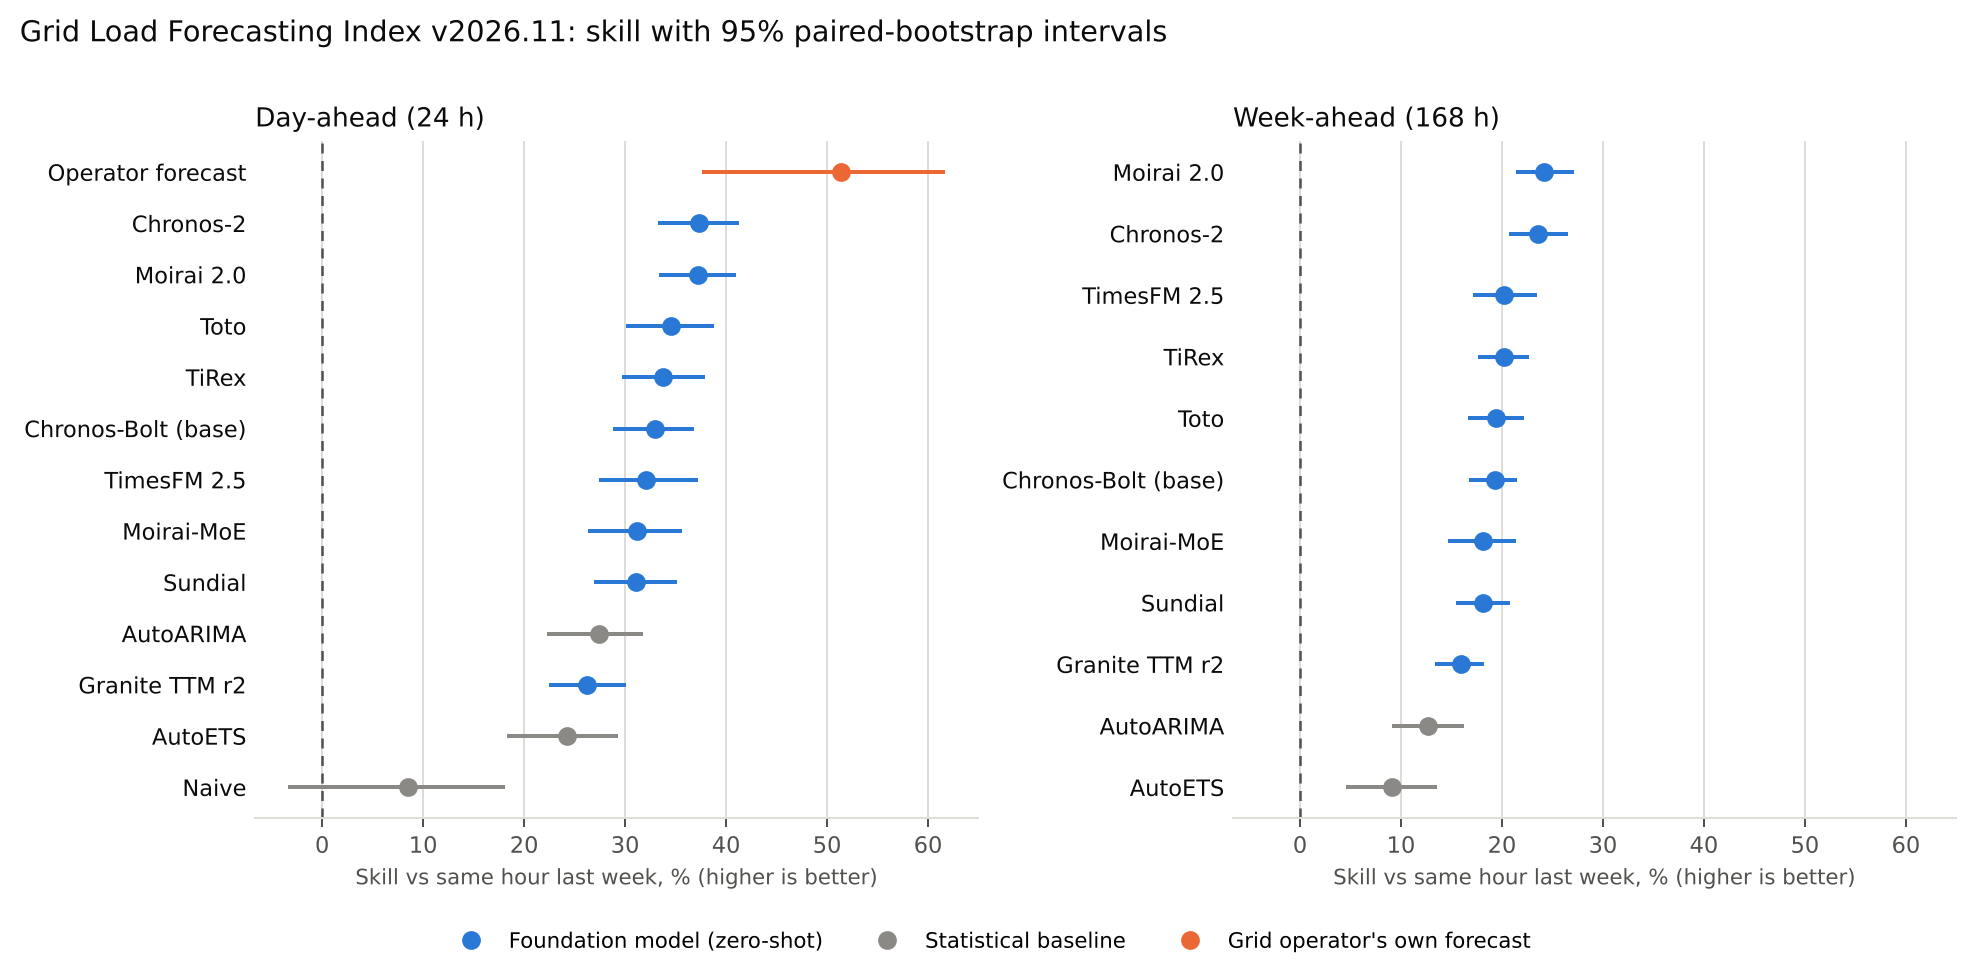 Grid Load Forecasting Index v2026.11: skill with 95% paired-bootstrap intervals
Day-ahead (24 h)
Operator forecast
Chronos-2
Moirai 2.0
Toto
TiRex
Chronos-Bolt (base)
TimesFM 2.5
Moirai-MoE
Sundial
AutoARIMA
Granite TTM r2
AutoETS
Naive
0 10 20 30 40 50 60
Skill vs same hour last week, % (higher is better)
Week-ahead (168 h)
Moirai 2.0
Chronos-2
TimesFM 2.5
TiRex
Toto
Chronos-Bolt (base)
Moirai-MoE
Sundial
Granite TTM r2
AutoARIMA
AutoETS
0 10 20 30 40 50 60
Skill vs same hour last week, % (higher is better)
Foundation model (zero-shot) Statistical baseline Grid operator's own forecast